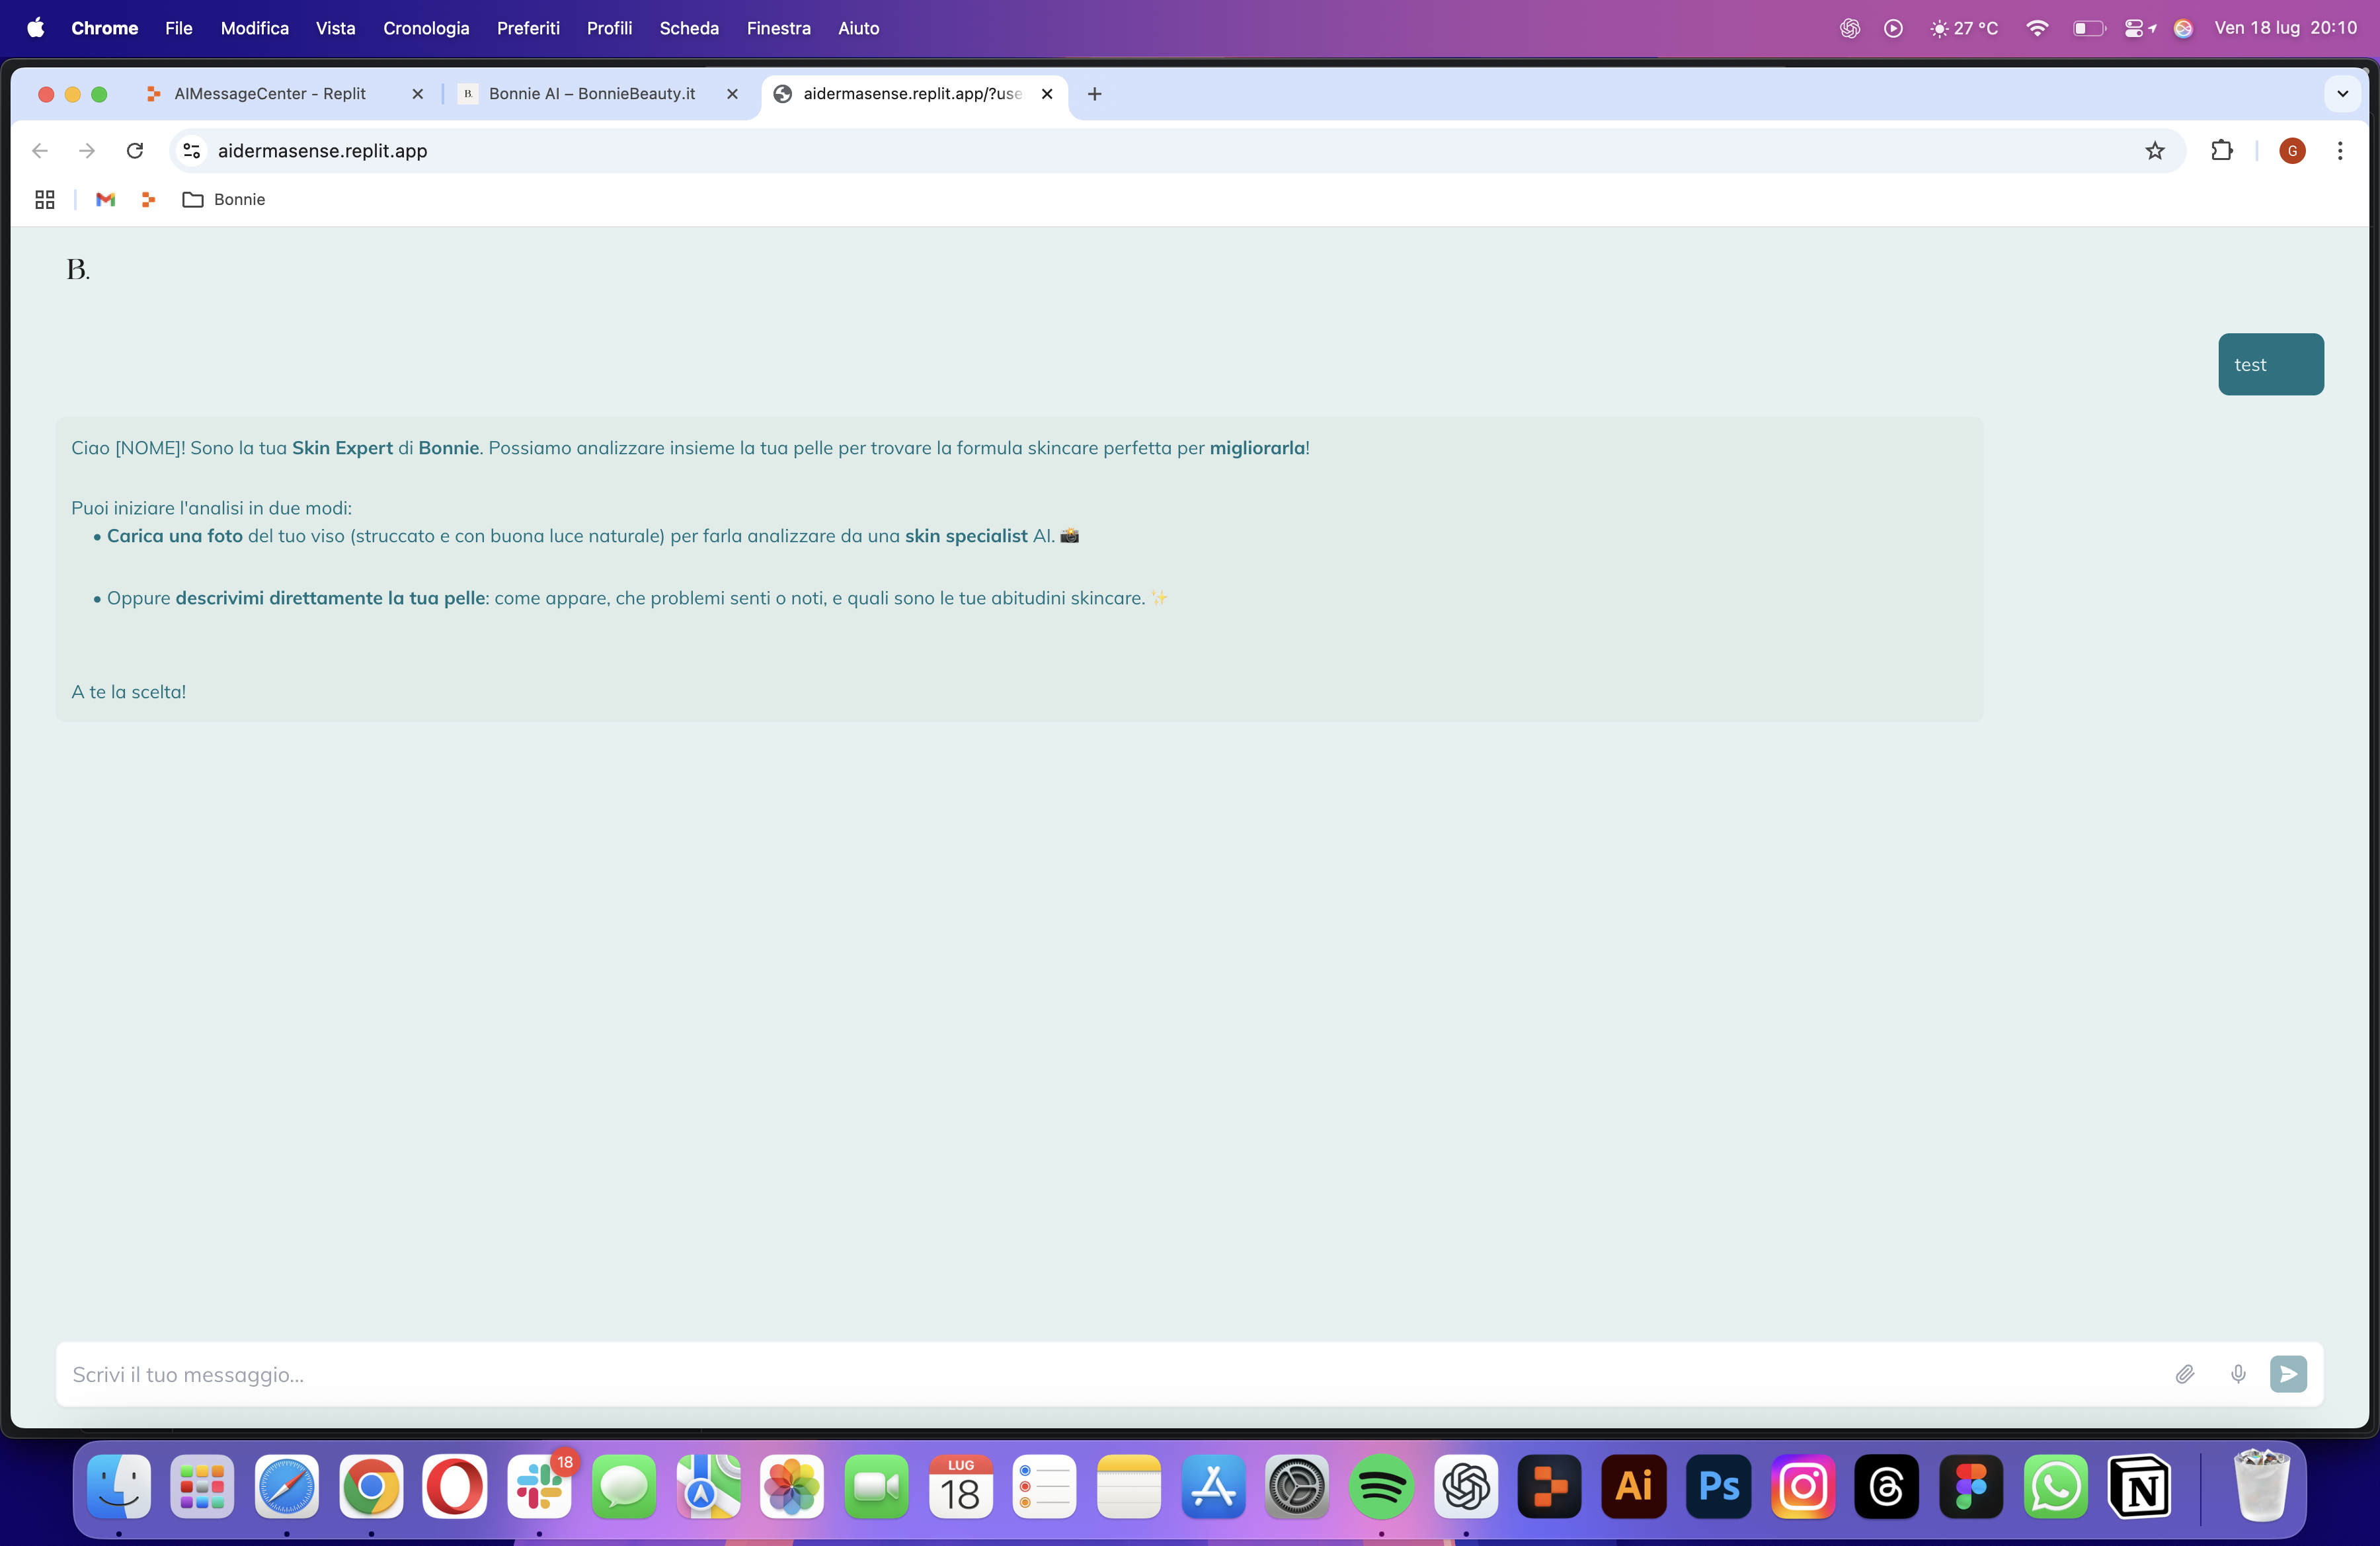 Chrome File Modifica Vista Cronologia Preferiti Profili Scheda Finestra Aiuto 27 °C Ven 18 lug 20:10
AIMessageCenter - Replit Bonnie AI – BonnieBeauty.it aidermasense.replit.app/?use
aidermasense.replit.app G
Bonnie
B.
test
Ciao [NOME]! Sono la tua Skin Expert di Bonnie. Possiamo analizzare insieme la tua pelle per trovare la formula skincare perfetta per migliorarla!
Puoi iniziare l'analisi in due modi:
• Carica una foto del tuo viso (struccato e con buona luce naturale) per farla analizzare da una skin specialist AI. 📸
• Oppure descrivimi direttamente la tua pelle: come appare, che problemi senti o noti, e quali sono le tue abitudini skincare. ✨
A te la scelta!
Scrivi il tuo messaggio...
18
LUG
18
Ai
Ps